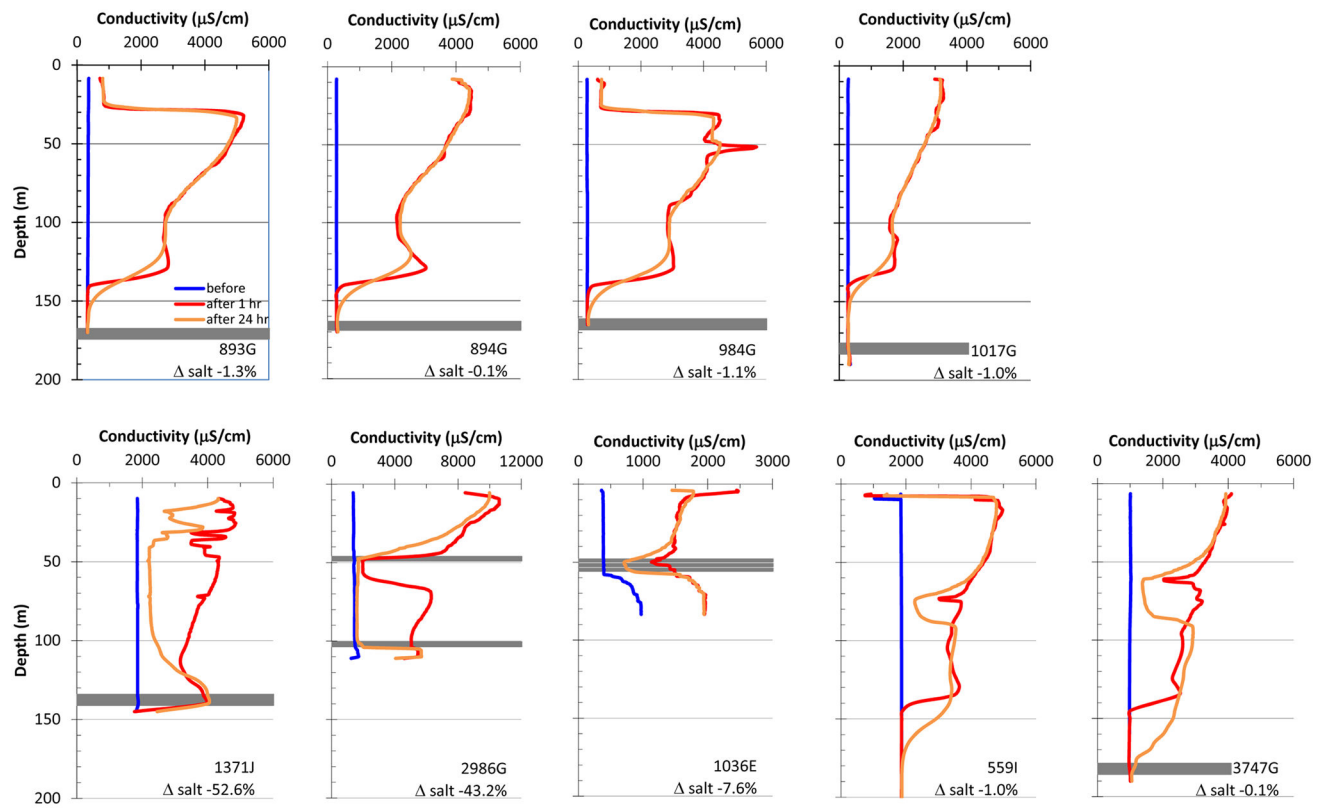 Conductivity (µS/cm)
0 2000 4000 6000
Conductivity (µS/cm)
0 2000 4000 6000
Conductivity (µS/cm)
0 2000 4000 6000
Conductivity (µS/cm)
0 2000 4000 6000
Depth (m)
0
50
100
150
200
before
after 1 hr
after 24 hr
893G
Δ salt -1.3%
894G
Δ salt -0.1%
984G
Δ salt -1.1%
1017G
Δ salt -1.0%
Conductivity (µS/cm)
0 2000 4000 6000
Conductivity (µS/cm)
0 4000 8000 12000
Conductivity (µS/cm)
0 1000 2000 3000
Conductivity (µS/cm)
0 2000 4000 6000
Conductivity (µS/cm)
0 2000 4000 6000
Depth (m)
0
50
100
150
200
1371J
Δ salt -52.6%
2986G
Δ salt -43.2%
1036E
Δ salt -7.6%
559I
Δ salt -1.0%
3747G
Δ salt -0.1%